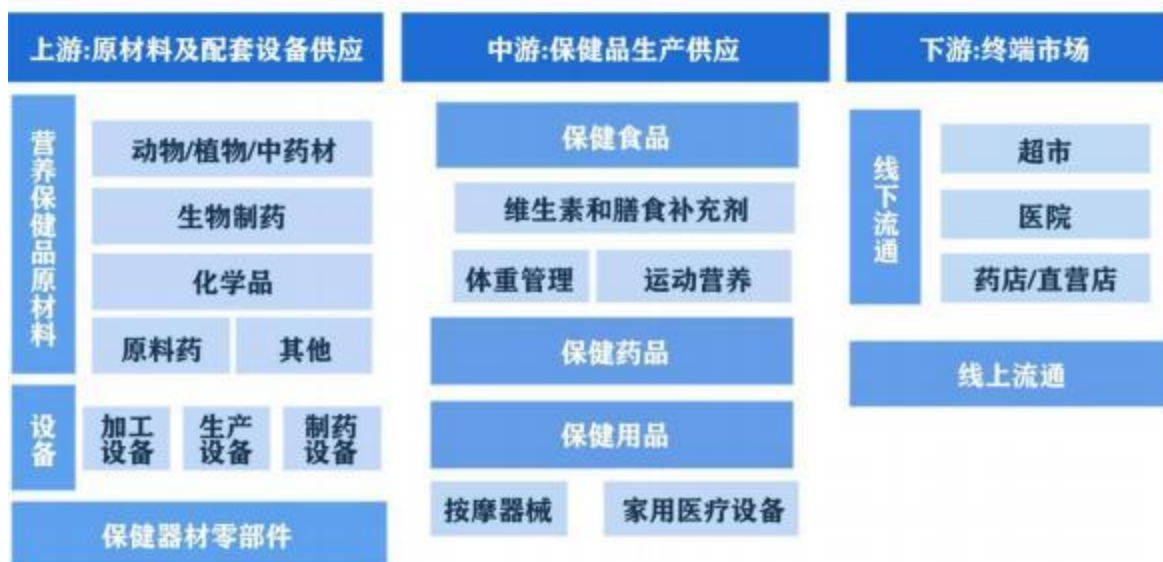 上游:原材料及配套设备供应
营养保健品原材料
动物/植物/中药材
生物制药
化学品
原料药
其他
设备
加工
设备
生产
设备
制药
设备
保健器材零部件
中游:保健品生产供应
保健食品
维生素和膳食补充剂
体重管理
运动营养
保健药品
保健用品
按摩器械
家用医疗设备
下游:终端市场
线下流通
超市
医院
药店/直营店
线上流通